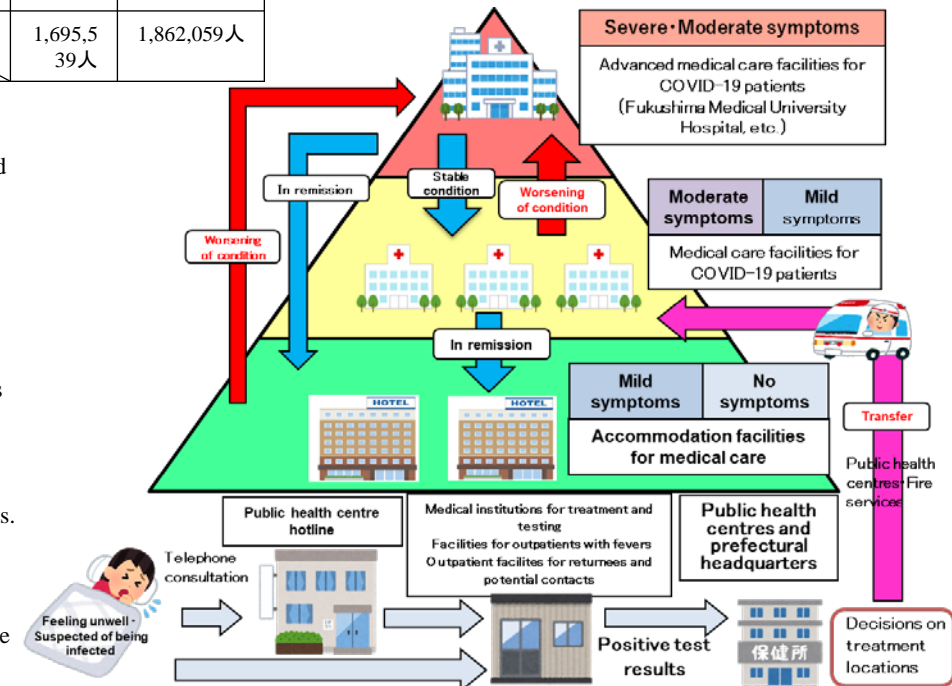 1,695,5
39人
1,862,059人
d
s
s.
e
Severe・Moderate symptoms
Advanced medical care facilities for
COVID-19 patients
(Fukushima Medical University
Hospital, etc.)
In remission
Stable
condition
Worsening
of condition
Moderate
symptoms
Mild
symptoms
Medical care facilities for
COVID-19 patients
Worsening
of condition
In remission
HOTEL
HOTEL
Mild
symptoms
No
symptoms
Accommodation facilities
for medical care
Transfer
Public health
centres・Fire
services
Public health centre
hotline
Medical institutions for treatment and
testing
Facilities for outpatients with fevers
Outpatient facilites for returnees and
potential contacts
Public health
centres and
prefectural
headquarters
Telephone
consultation
Feeling unwell・
Suspected of being
infected
Positive test
results
保健所
Decisions on
treatment
locations